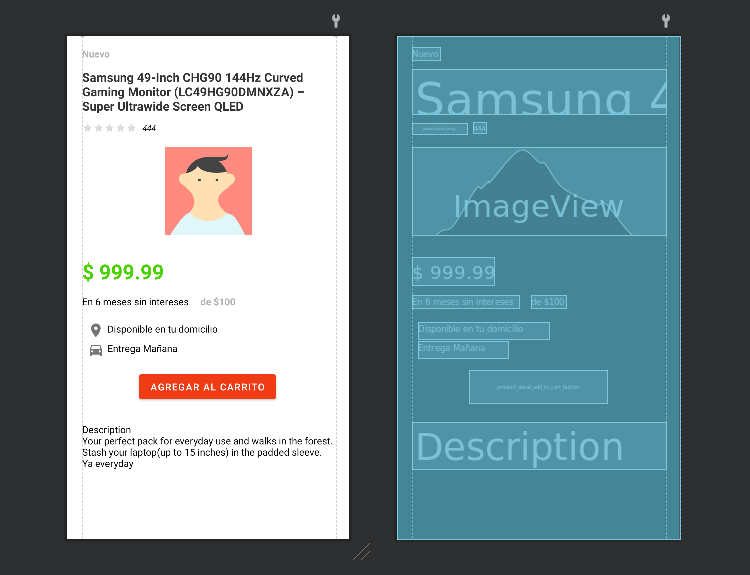 Nuevo
Samsung 49-Inch CHG90 144Hz Curved
Gaming Monitor (LC49HG90DMNXZA) –
Super Ultrawide Screen QLED
444
$ 999.99
En 6 meses sin intereses de $100
Disponible en tu domicilio
Entrega Mañana
AGREGAR AL CARRITO
Description
Your perfect pack for everyday use and walks in the forest.
Stash your laptop(up to 15 inches) in the padded sleeve.
Ya everyday
Nuevo
Samsung 4
444
ImageView
$ 999.99
En 6 meses sin intereses de $100
Disponible en tu domicilio
Entrega Mañana
product_detail_add_to_cart_button
Description